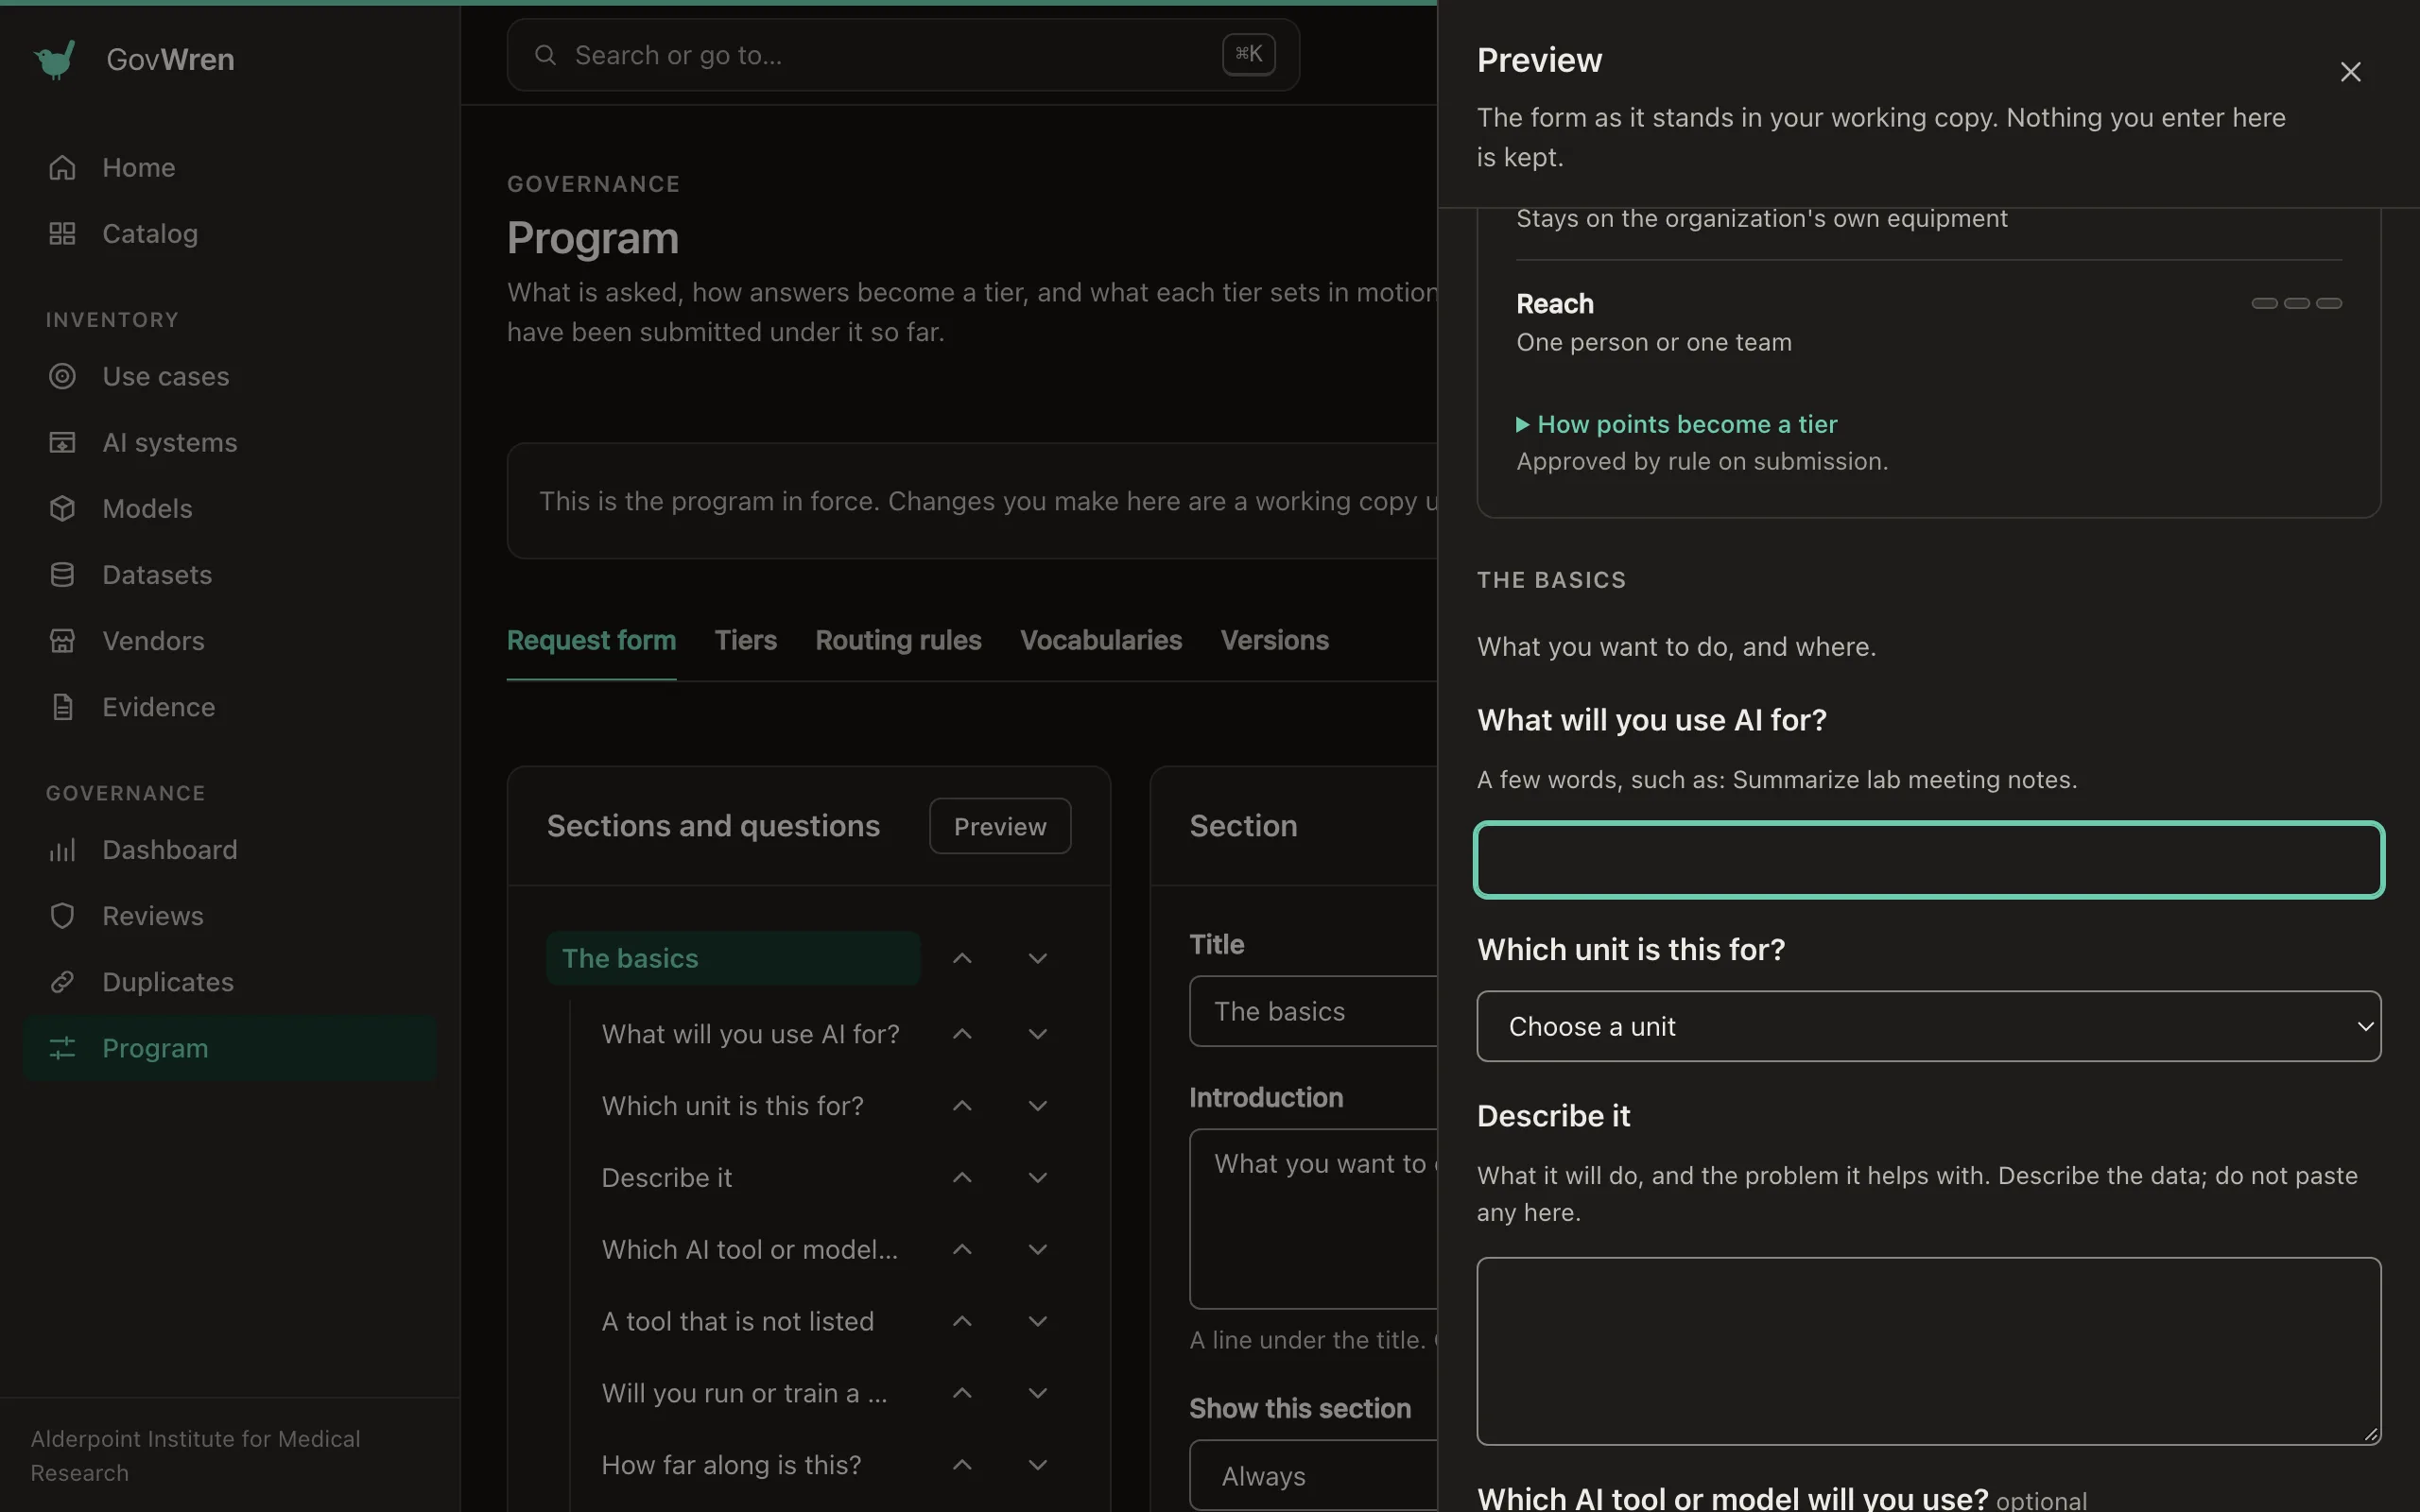 GovWren
Home
Catalog
INVENTORY
Use cases
AI systems
Models
Datasets
Vendors
Evidence
GOVERNANCE
Dashboard
Reviews
Duplicates
Program
Alderpoint Institute for Medical
Research
Search or go to...
⌘K
GOVERNANCE
Program
What is asked, how answers become a tier, and what each tier sets in motion
have been submitted under it so far.
This is the program in force. Changes you make here are a working copy u
Request form
Tiers
Routing rules
Vocabularies
Versions
Sections and questions
Preview
The basics
What will you use AI for?
Which unit is this for?
Describe it
Which AI tool or model...
A tool that is not listed
Will you run or train a ...
How far along is this?
Section
Title
The basics
Introduction
What you want to
A line under the title.
Show this section
Always
Preview
The form as it stands in your working copy. Nothing you enter here
is kept.
Stays on the organization's own equipment
Reach
One person or one team
How points become a tier
Approved by rule on submission.
THE BASICS
What you want to do, and where.
What will you use AI for?
A few words, such as: Summarize lab meeting notes.
Which unit is this for?
Choose a unit
Describe it
What it will do, and the problem it helps with. Describe the data; do not paste
any here.
Which AI tool or model will you use? optional